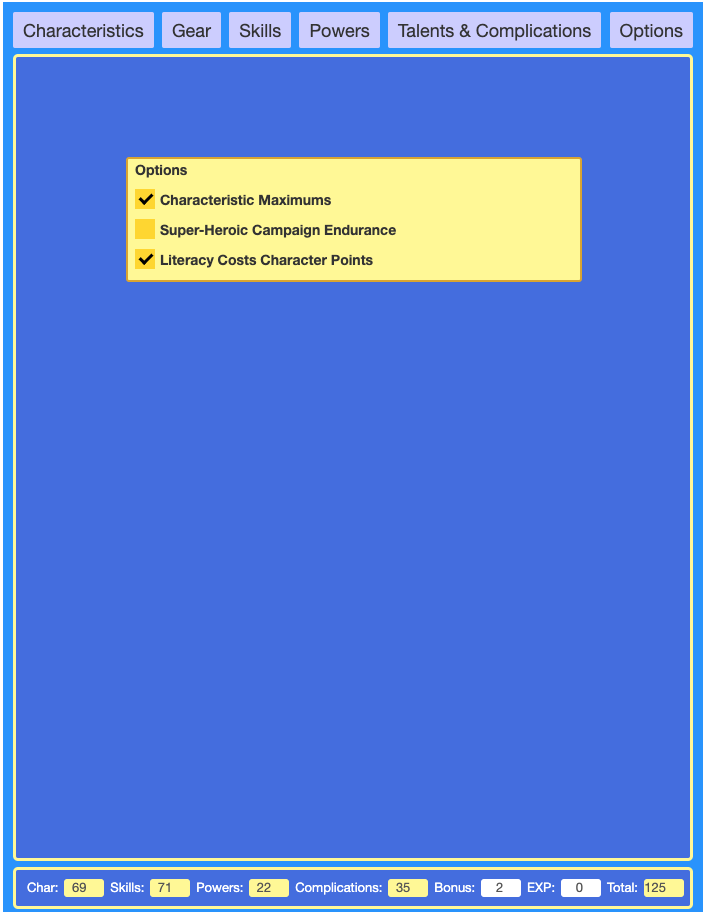 Characteristics Gear Skills Powers Talents & Complications Options
Options
Characteristic Maximums
Super-Heroic Campaign Endurance
Literacy Costs Character Points
Char: 69 Skills: 71 Powers: 22 Complications: 35 Bonus: 2 EXP: 0 Total: 125